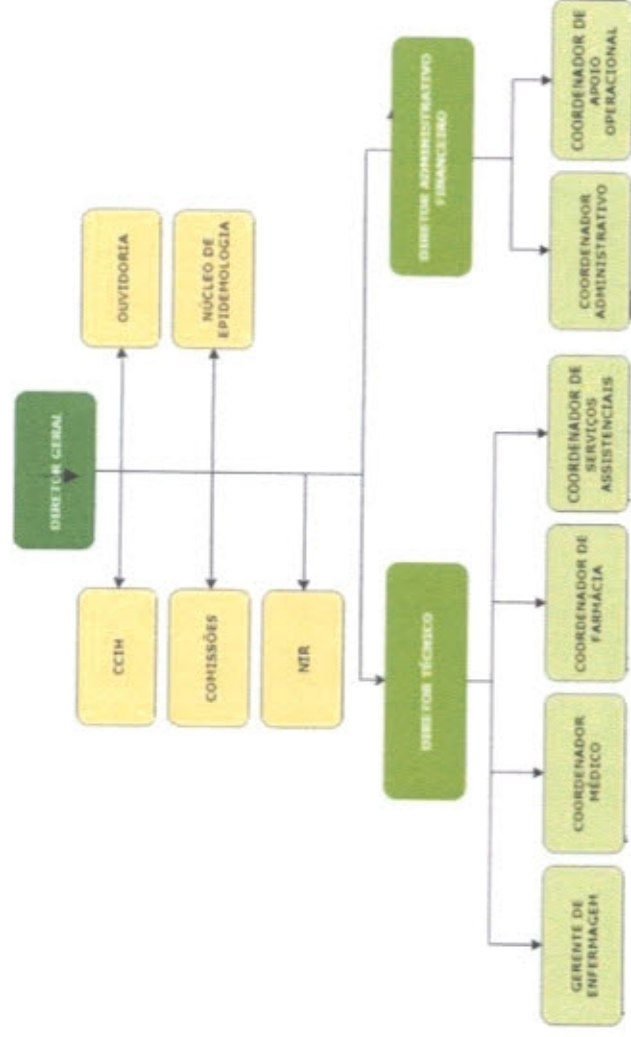 DIRETOR GERAL
CCIH
OUVIDORIA
COMISSÕES
NÚCLEO DE
EPIDEMOLOGIA
NIR
DIRETOR TÉCNICO
DIRETOR ADMINISTRATIVO
FINANCEIRO
GERENTE DE
ENFERMAGEM
COORDENADOR
MÉDICO
COORDENADOR DE
FARMÁCIA
COORDENADOR DE
SERVIÇOS
ASSISTENCIAIS
COORDENADOR
ADMINISTRATIVO
COORDENADOR DE
APOIO
OPERACIONAL